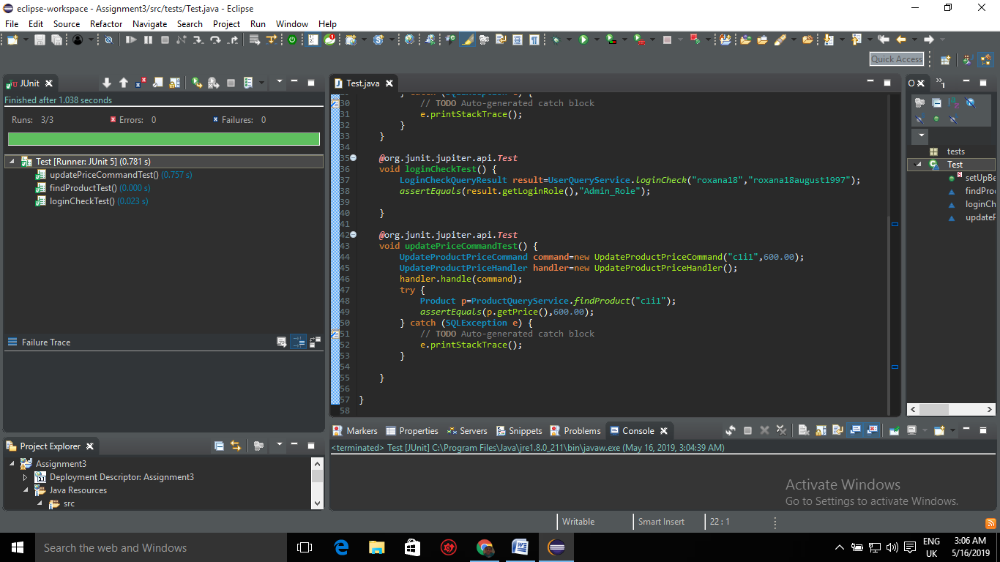 eclipse-workspace - Assignment3/src/tests/Test.java - Eclipse
File Edit Source Refactor Navigate Search Project Run Window Help
Quick Access
JUnit
Finished after 1.038 seconds
Runs: 3/3 Errors: 0 Failures: 0
Test [Runner: JUnit 5] (0.781 s)
updatePriceCommandTest() (0.757 s)
findProductTest() (0.000 s)
loginCheckTest() (0.023 s)
Failure Trace
Project Explorer
Assignment3
Deployment Descriptor: Assignment3
Java Resources
src
Test.java
30 // TODO Auto-generated catch block
31 e.printStackTrace();
32 }
33 }
34
35 @org.junit.jupiter.api.Test
36 void loginCheckTest() {
37 LoginCheckQueryResult result=UserQueryService.loginCheck("roxana18","roxana18august1997");
38 assertEquals(result.getLoginRole(),"Admin_Role");
39
40 }
41
42 @org.junit.jupiter.api.Test
43 void updatePriceCommandTest() {
44 UpdateProductPriceCommand command=new UpdateProductPriceCommand("c1i1",600.00);
45 UpdateProductPriceHandler handler=new UpdateProductPriceHandler();
46 handler.handle(command);
47 try {
48 Product p=ProductQueryService.findProduct("c1i1");
49 assertEquals(p.getPrice(),600.00);
50 } catch (SQLException e) {
51 // TODO Auto-generated catch block
52 e.printStackTrace();
53 }
54
55 }
56
57 }
58
O
1
tests
Test
setUpBe
findPro
loginCh
updateP
Markers Properties Servers Snippets Problems Console
<terminated> Test [JUnit] C:\Program Files\Java\jre1.8.0_211\bin\javaw.exe (May 16, 2019, 3:04:39 AM)
Activate Windows
Go to Settings to activate Windows.
Writable Smart Insert 22 : 1
Search the web and Windows
ENG
UK
3:06 AM
5/16/2019